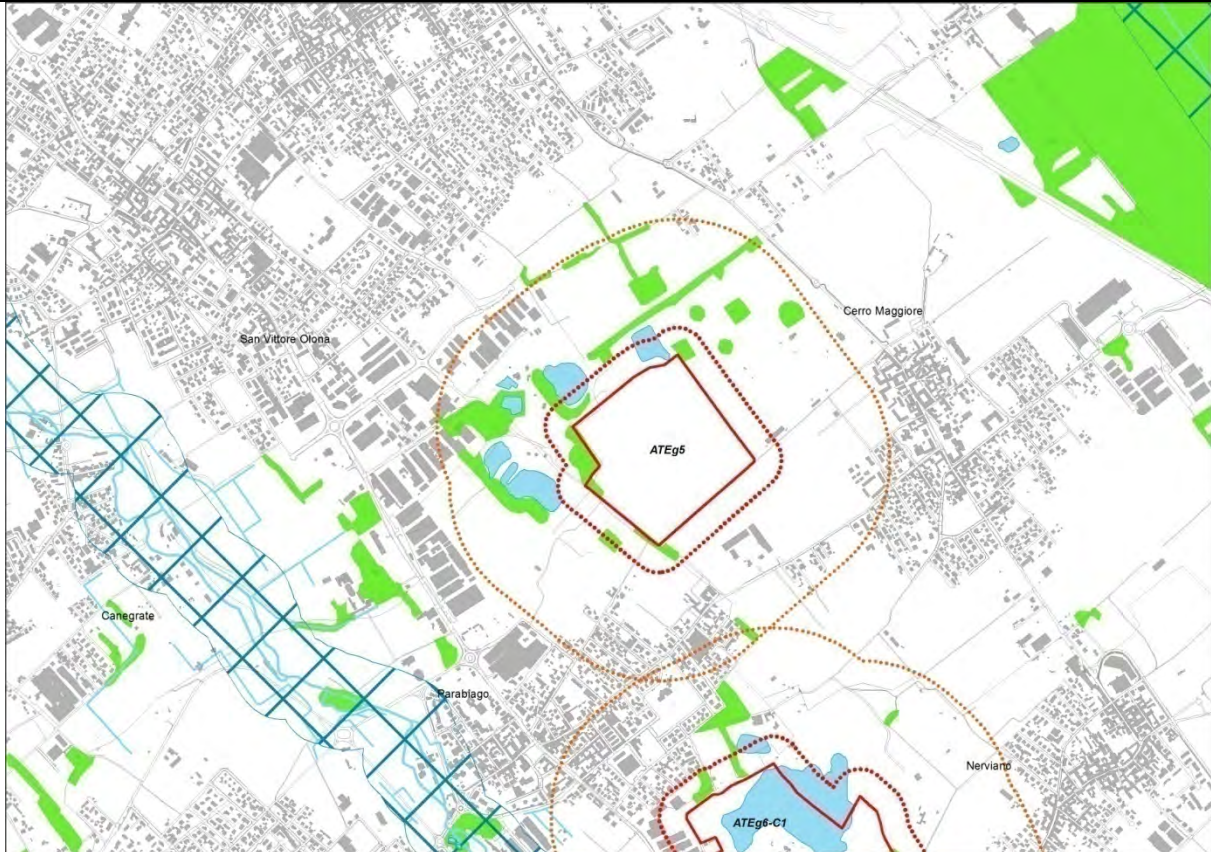 Cerro Maggiore
San Vittore Olona
ATEg5
Canegrate
Parabiago
Nerviano
ATEg6-C1